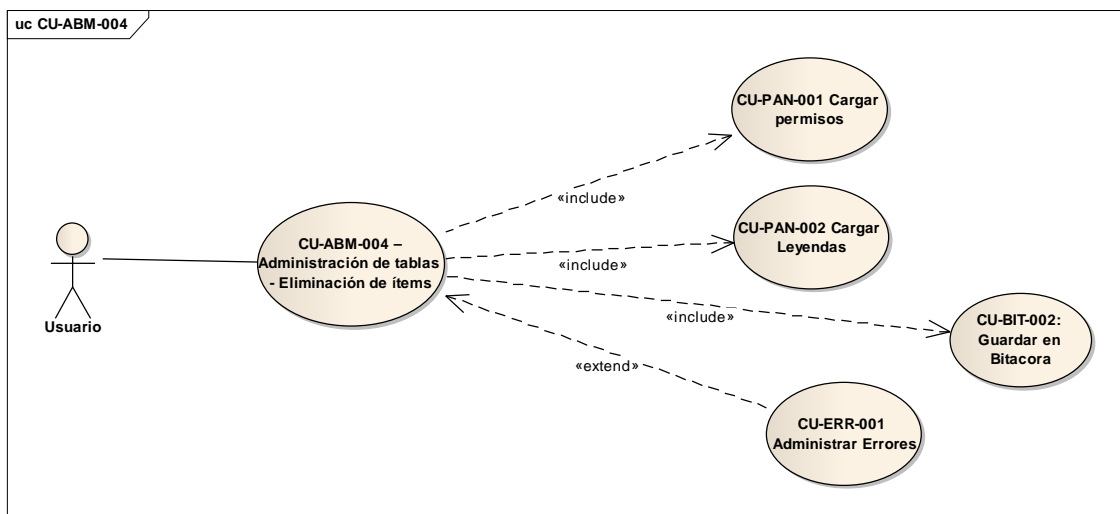 uc CU-ABM-004
CU-PAN-001 Cargar
permisos
«include»
CU-PAN-002 Cargar
Leyendas
«include»
CU-ABM-004 –
Administración de tablas
- Eliminación de ítems
Usuario
«include»
CU-BIT-002:
Guardar en
Bitacora
«extend»
CU-ERR-001
Administrar Errores